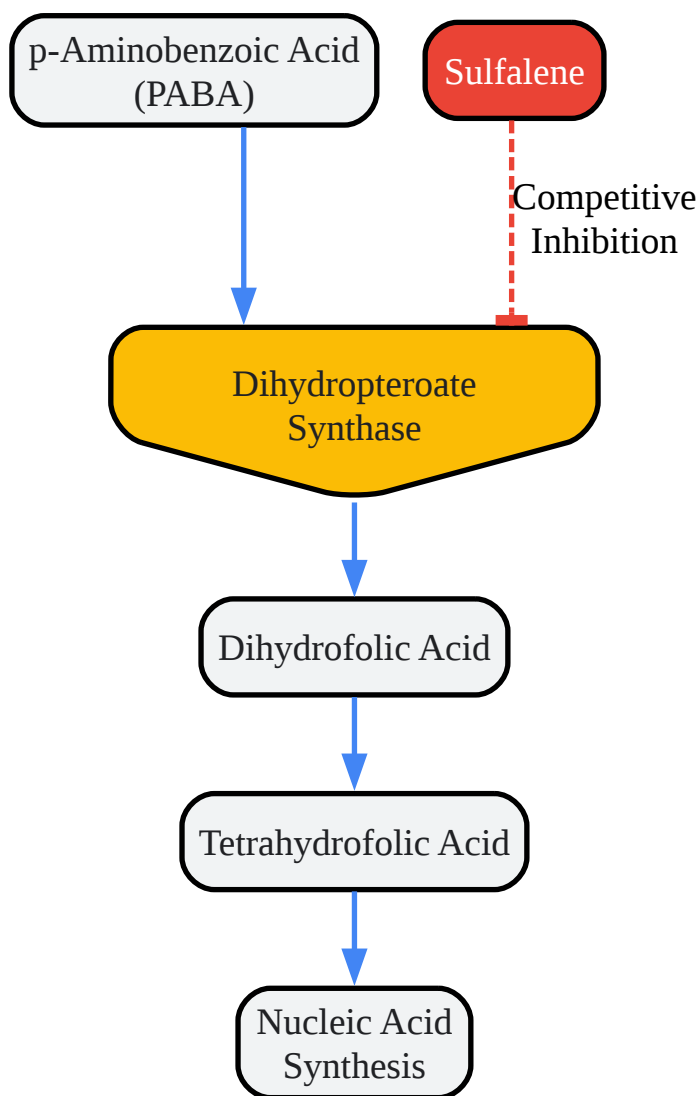 p-Aminobenzoic Acid
(PABA)
Sulfalene
Competitive
Inhibition
Dihydropteroate
Synthase
Dihydrofolic Acid
Tetrahydrofolic Acid
Nucleic Acid
Synthesis